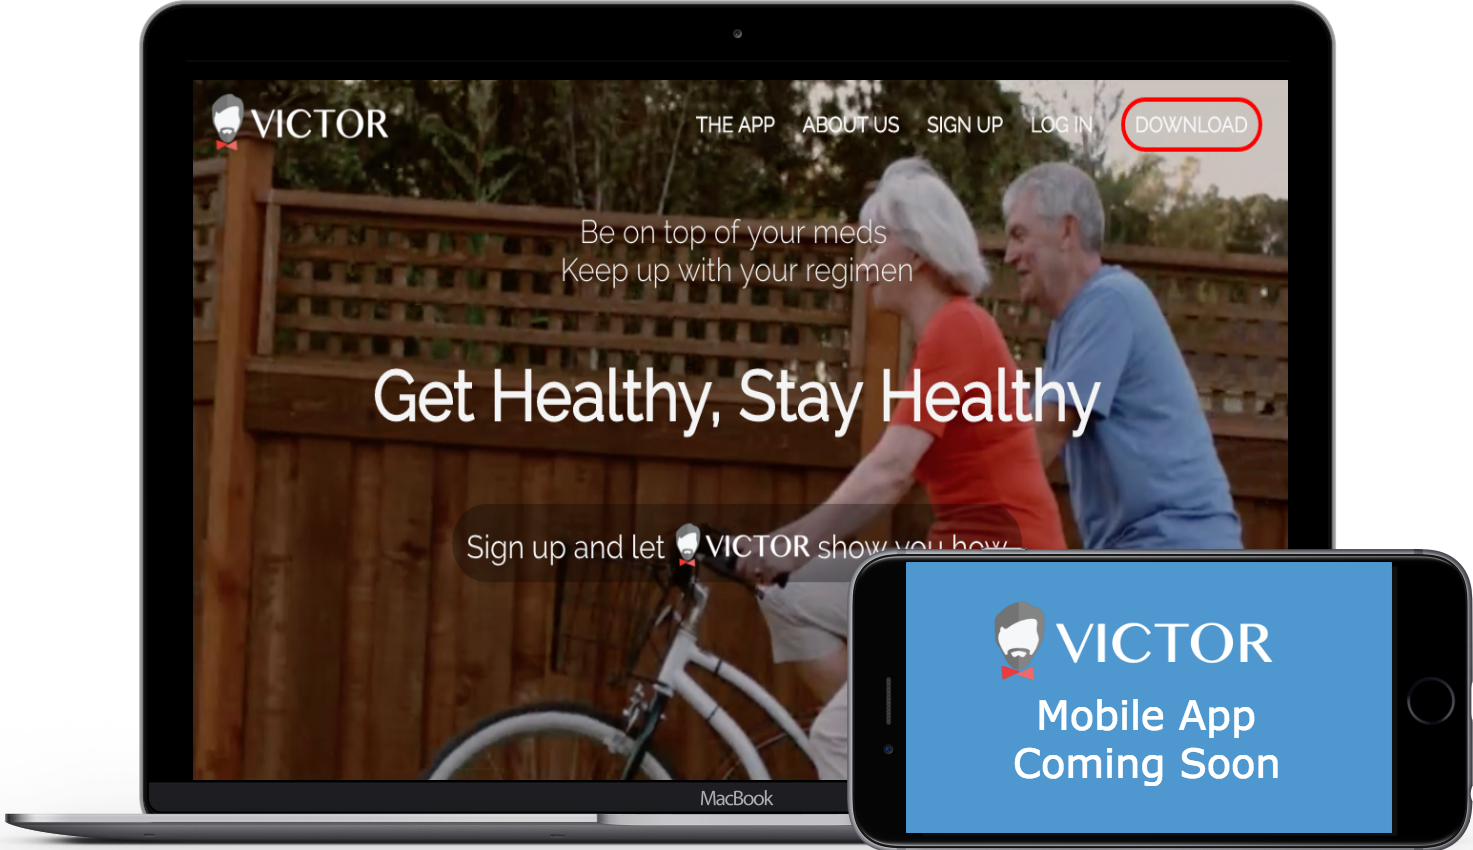 VICTOR
THE APP ABOUT US SIGN UP LOG IN DOWNLOAD
Be on top of your meds
Keep up with your regimen
Get Healthy, Stay Healthy
Sign up and let VICTOR show you how
VICTOR
Mobile App
Coming Soon
MacBook